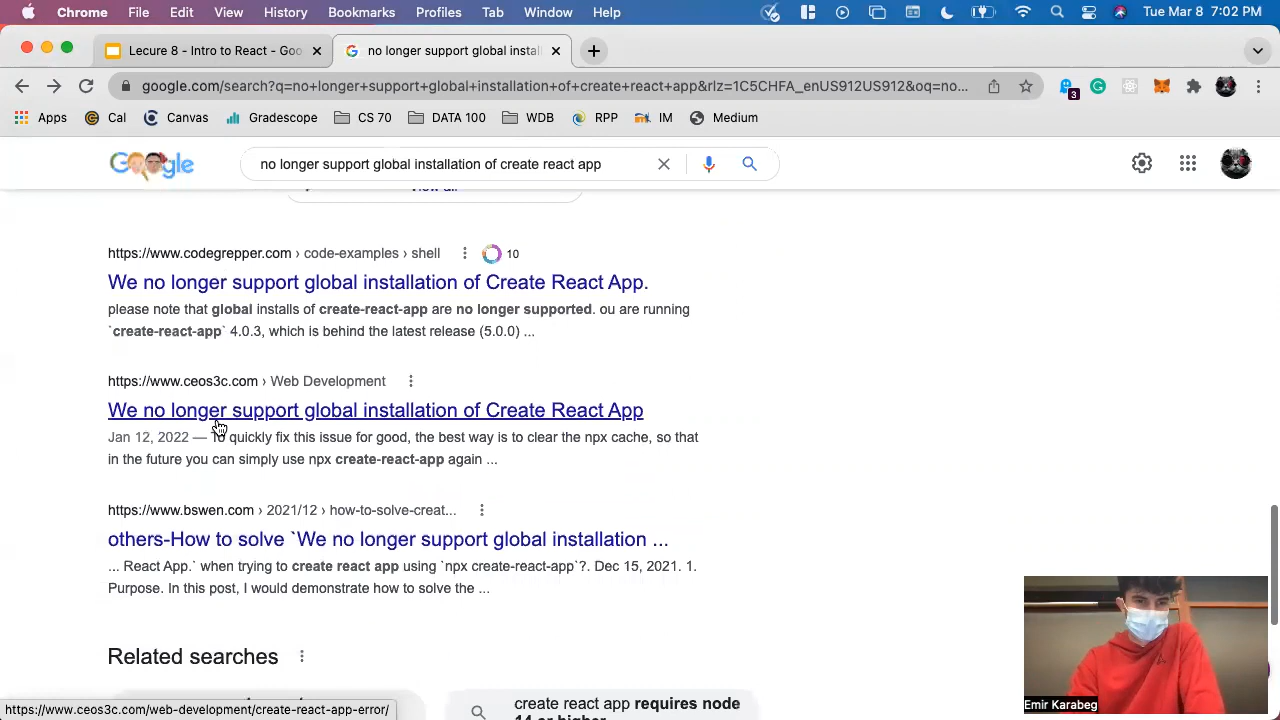 Chrome File Edit View History Bookmarks Profiles Tab Window Help Tue Mar 8 7:02 PM
Lecure 8 - Intro to React - Goo no longer support global instal
google.com/search?q=no+longer+support+global+installation+of+create+react+app&rlz=1C5CHFA_enUS912US912&oq=no...
3
Apps Cal Canvas Gradescope CS 70 DATA 100 WDB RPP IM Medium
Google no longer support global installation of create react app
View all
https://www.codegrepper.com › code-examples › shell 10
We no longer support global installation of Create React App.
please note that global installs of create-react-app are no longer supported. ou are running
`create-react-app` 4.0.3, which is behind the latest release (5.0.0) ...
https://www.ceos3c.com › Web Development
We no longer support global installation of Create React App
Jan 12, 2022 — To quickly fix this issue for good, the best way is to clear the npx cache, so that
in the future you can simply use npx create-react-app again ...
https://www.bswen.com › 2021/12 › how-to-solve-creat...
others-How to solve `We no longer support global installation ...
... React App.` when trying to create react app using `npx create-react-app`?. Dec 15, 2021. 1.
Purpose. In this post, I would demonstrate how to solve the ...
Related searches
create react app requires node
14 or higher
https://www.ceos3c.com/web-development/create-react-app-error/
Emir Karabeg